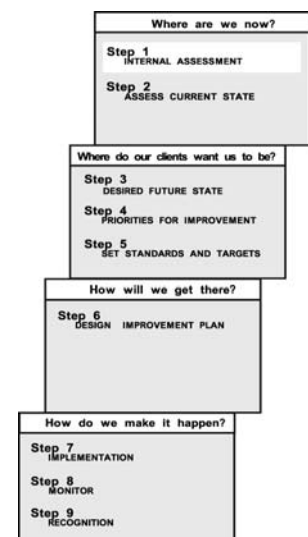 Where are we now?
Step 1
INTERNAL ASSESSMENT
Step 2
ASSESS CURRENT STATE
Where do our clients want us to be?
Step 3
DESIRED FUTURE STATE
Step 4
PRIORITIES FOR IMPROVEMENT
Step 5
SET STANDARDS AND TARGETS
How will we get there?
Step 6
DESIGN IMPROVEMENT PLAN
How do we make it happen?
Step 7
IMPLEMENTATION
Step 8
MONITOR
Step 9
RECOGNITION